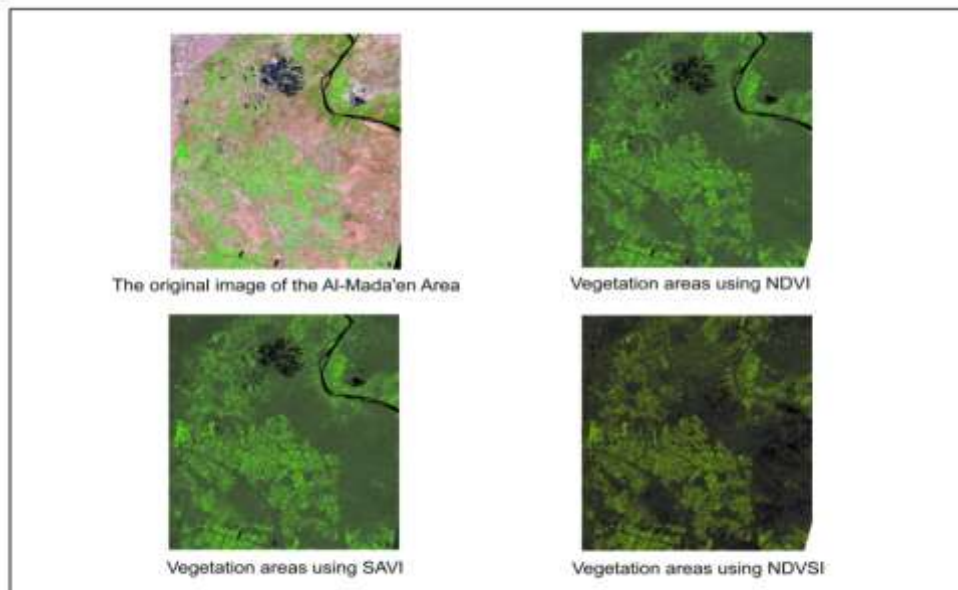 The original image of the Al-Mada'en Area
Vegetation areas using NDVI
Vegetation areas using SAVI
Vegetation areas using NDVSI